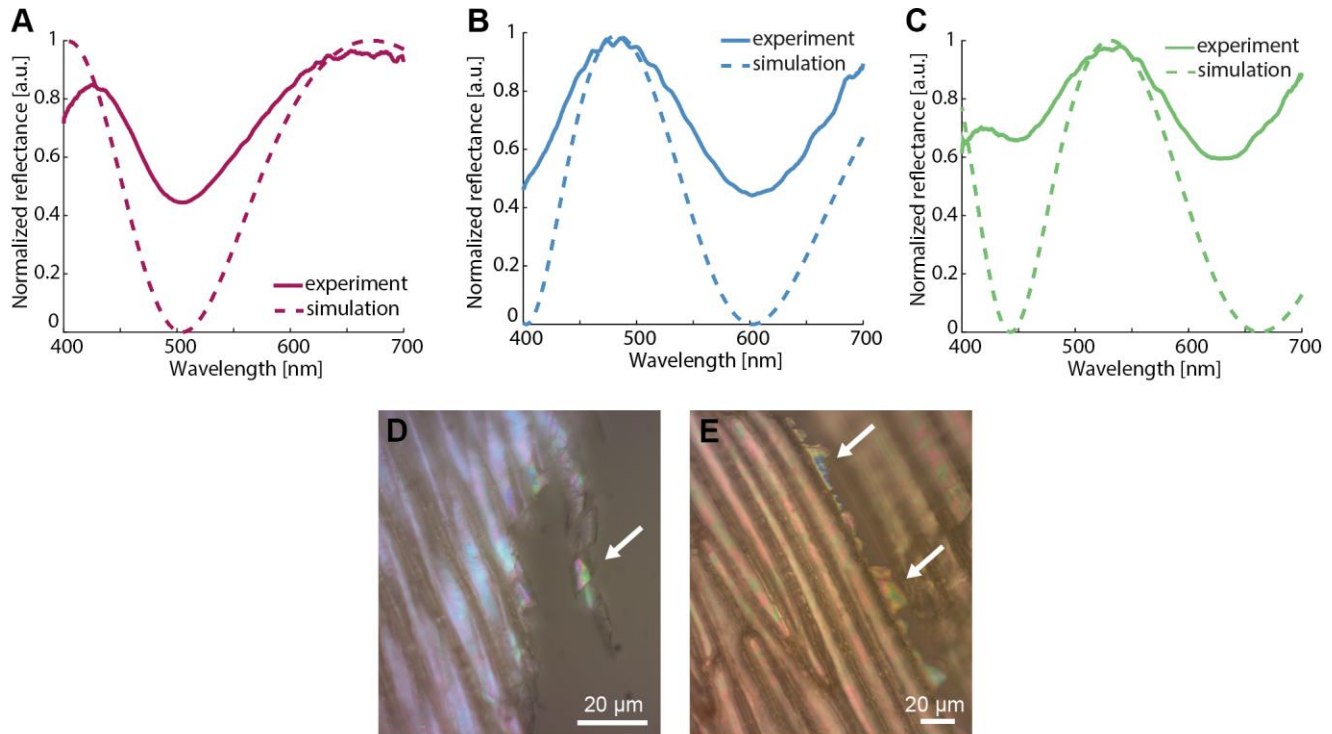 A
Normalized reflectance [a.u.]
1
0.8
0.6
0.4
0.2
0
400
500
600
700
Wavelength [nm]
experiment
simulation
B
Normalized reflectance [a.u.]
1
0.8
0.6
0.4
0.2
0
400
500
600
700
Wavelength [nm]
experiment
simulation
C
Normalized reflectance [a.u.]
1
0.8
0.6
0.4
0.2
0
400
500
600
700
Wavelength [nm]
experiment
simulation
D
20 µm
E
20 µm